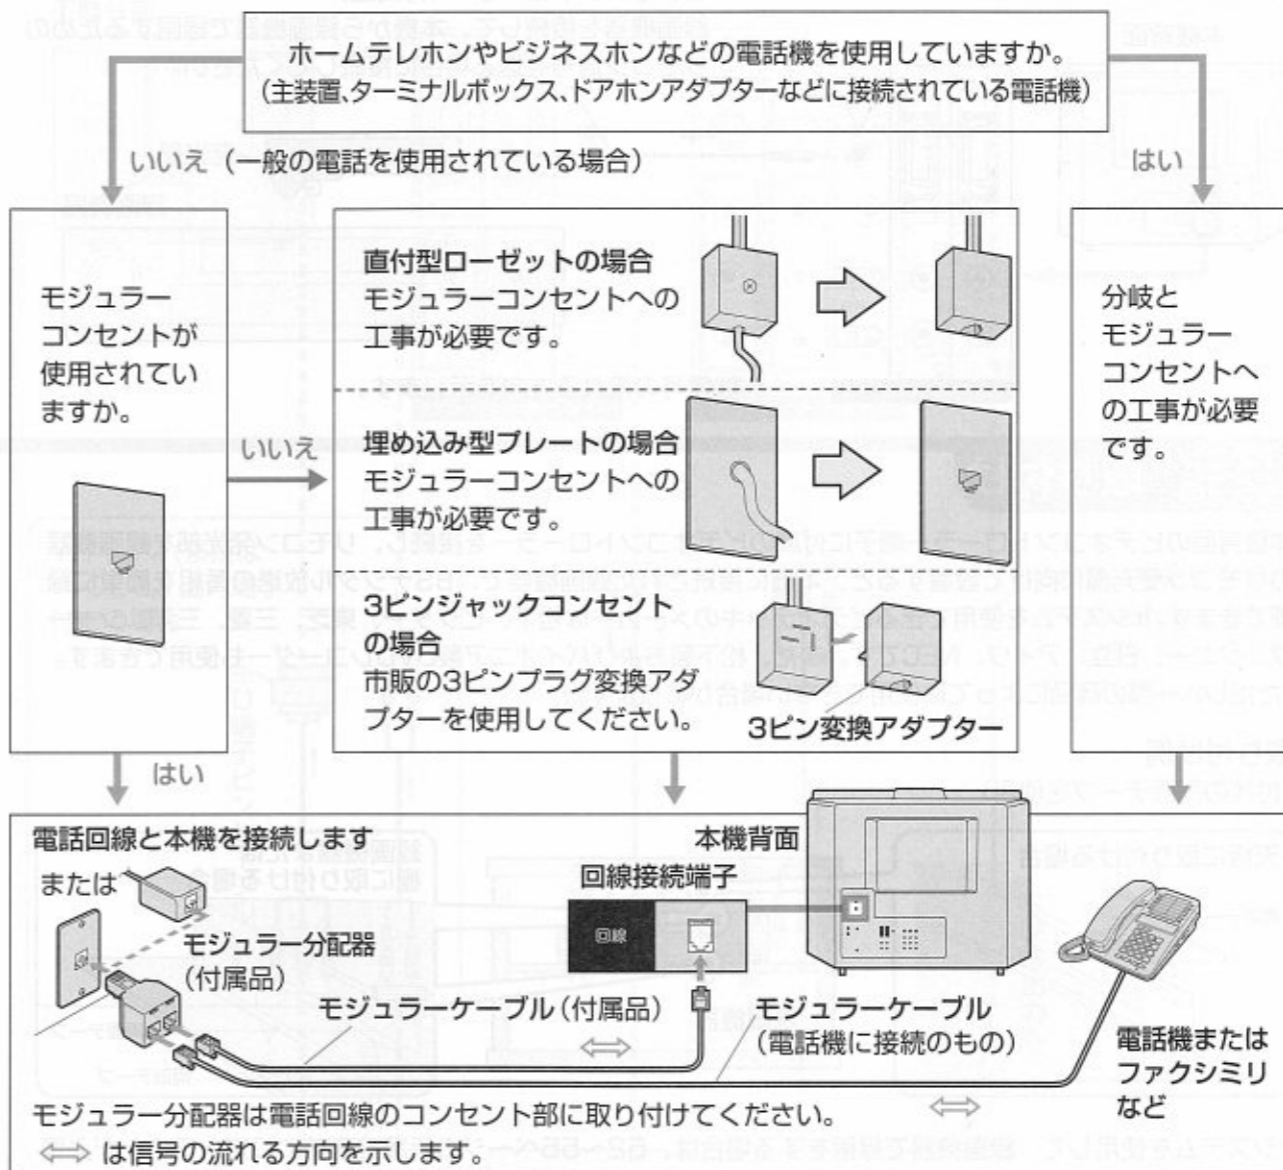 ホームテレホンやビジネスホンなどの電話機を使用していますか。
(主装置、ターミナルボックス、ドアホンアダプターなどに接続されている電話機)
いいえ(一般の電話を使用されている場合)
はい
モジュラー
コンセントが
使用されてい
ますか。
いいえ
直付型ローゼットの場合
モジュラーコンセントへの
工事が必要です。
埋め込み型プレートの場合
モジュラーコンセントへの
工事が必要です。
3ピンジャックコンセント
の場合
市販の3ピンプラグ変換アダ
プターを使用してください。
3ピン変換アダプター
分岐と
モジュラー
コンセントへ
の工事が必要
です。
はい
電話回線と本機を接続します
または
モジュラー分配器
(付属品)
本機背面
回線接続端子
回線
モジュラーケーブル(付属品)
モジュラーケーブル
(電話機に接続のもの)
電話機または
ファクシミリ
など
モジュラー分配器は電話回線のコンセント部に取り付けてください。
⇔ は信号の流れる方向を示します。